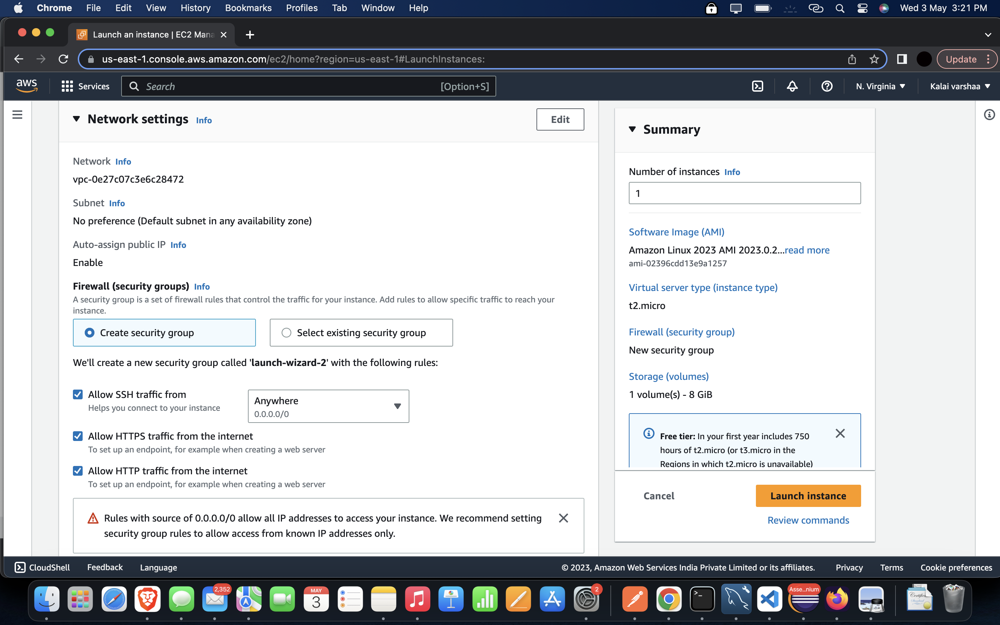 Chrome File Edit View History Bookmarks Profiles Tab Window Help Wed 3 May 3:21 PM
Launch an instance | EC2 Mana
us-east-1.console.aws.amazon.com/ec2/home?region=us-east-1#LaunchInstances: Update
aws Services Search [Option+S] N. Virginia Kalai varshaa
Network settings Info Edit
Network Info
vpc-0e27c07c3e6c28472
Subnet Info
No preference (Default subnet in any availability zone)
Auto-assign public IP Info
Enable
Firewall (security groups) Info
A security group is a set of firewall rules that control the traffic for your instance. Add rules to allow specific traffic to reach your
instance.
Create security group Select existing security group
We'll create a new security group called 'launch-wizard-2' with the following rules:
Allow SSH traffic from
Helps you connect to your instance
Anywhere
0.0.0.0/0
Allow HTTPS traffic from the internet
To set up an endpoint, for example when creating a web server
Allow HTTP traffic from the internet
To set up an endpoint, for example when creating a web server
Rules with source of 0.0.0.0/0 allow all IP addresses to access your instance. We recommend setting
security group rules to allow access from known IP addresses only.
Summary
Number of instances Info
1
Software Image (AMI)
Amazon Linux 2023 AMI 2023.0.2...read more
ami-02396cdd13e9a1257
Virtual server type (instance type)
t2.micro
Firewall (security group)
New security group
Storage (volumes)
1 volume(s) - 8 GiB
Free tier: In your first year includes 750
hours of t2.micro (or t3.micro in the
Regions in which t2.micro is unavailable)
Cancel Launch instance
Review commands
CloudShell Feedback Language © 2023, Amazon Web Services India Private Limited or its affiliates. Privacy Terms Cookie preferences
2,352
MAY
3
2
Asse...nium